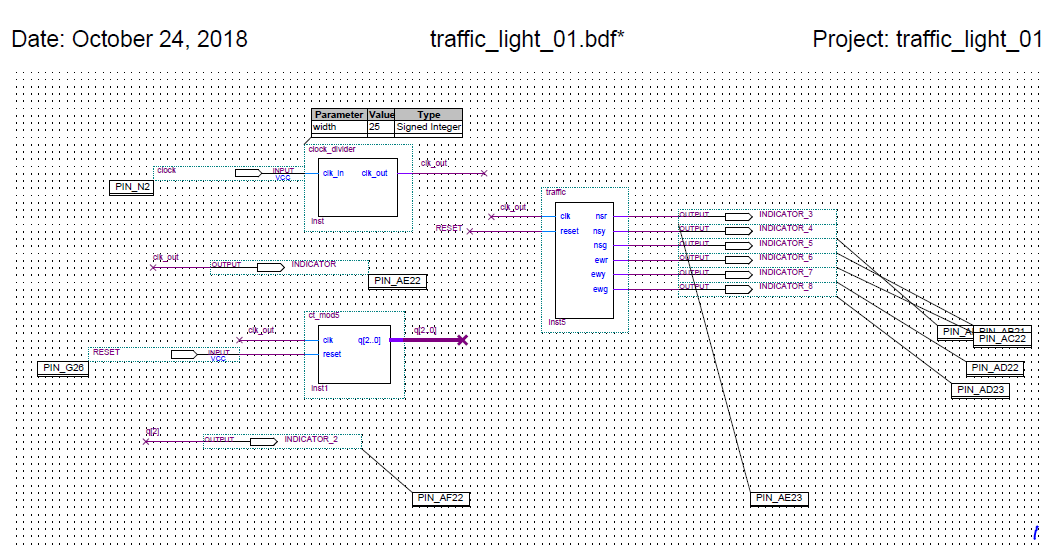 Date: October 24, 2018 traffic_light_01.bdf* Project: traffic_light_01
Parameter Value Type
width 25 Signed Integer
clock_divider
clock INPUT VCC clk_in clk_out clk_out
PIN_N2
inst
traffic
clk_out clk nsr OUTPUT INDICATOR_3
RESET reset nsy OUTPUT INDICATOR_4
nsg OUTPUT INDICATOR_5
ewr OUTPUT INDICATOR_6
ewy OUTPUT INDICATOR_7
ewg OUTPUT INDICATOR_8
inst5
clk_out OUTPUT INDICATOR
PIN_AE22
ct_mod5
clk_out clk q[2..0] q[2..0]
RESET INPUT VCC reset
PIN_G26
inst1
PIN_AB21
PIN_AC22
PIN_AD22
PIN_AD23
q[2] OUTPUT INDICATOR_2
PIN_AF22
PIN_AE23